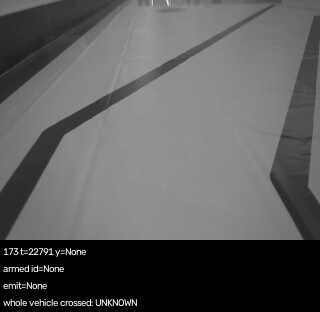 173 t=22791 y=None
armed id=None
emit=None
whole vehicle crossed: UNKNOWN